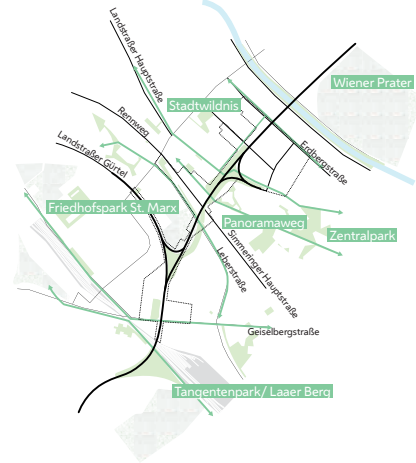 Landstraßer Hauptstraße
Wiener Prater
Stadtwildnis
Rennweg
Landstraßer Gürtel
Erdbergstraße
Friedhofspark St. Marx
Panoramaweg
Zentralpark
Simmeringer Hauptstraße
Leberstraße
Geiselbergstraße
Tangentenpark/ Laaer Berg